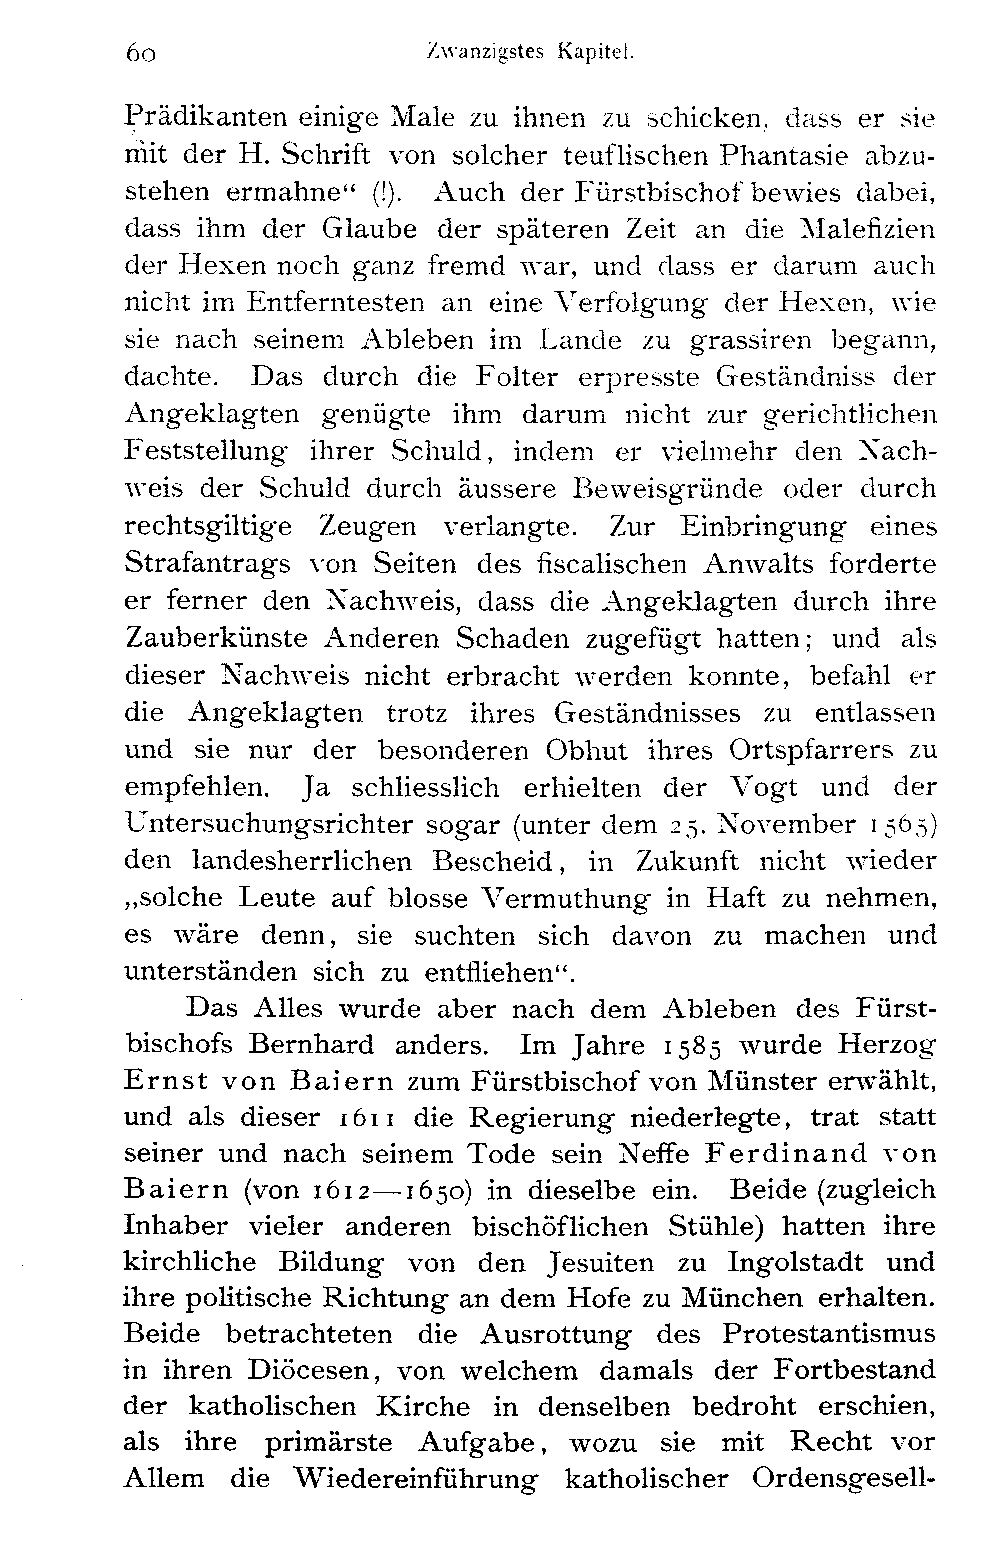 60 Zwanzigstes Kapitel.
Prädikanten einige Male zu ihnen zu schicken, dass er sie
mit der H. Schrift von solcher teuflischen Phantasie abzu-
stehen ermahne“ (!). Auch der Fürstbischof bewies dabei,
dass ihm der Glaube der späteren Zeit an die Malefizien
der Hexen noch ganz fremd war, und dass er darum auch
nicht im Entferntesten an eine Verfolgung der Hexen, wie
sie nach seinem Ableben im Lande zu grassiren begann,
dachte. Das durch die Folter erpresste Geständniss der
Angeklagten genügte ihm darum nicht zur gerichtlichen
Feststellung ihrer Schuld, indem er vielmehr den Nach-
weis der Schuld durch äussere Beweisgründe oder durch
rechtsgiltige Zeugen verlangte. Zur Einbringung eines
Strafantrags von Seiten des fiscalischen Anwalts forderte
er ferner den Nachweis, dass die Angeklagten durch ihre
Zauberkünste Anderen Schaden zugefügt hatten; und als
dieser Nachweis nicht erbracht werden konnte, befahl er
die Angeklagten trotz ihres Geständnisses zu entlassen
und sie nur der besonderen Obhut ihres Ortspfarrers zu
empfehlen. Ja schliesslich erhielten der Vogt und der
Untersuchungsrichter sogar (unter dem 25. November 1565)
den landesherrlichen Bescheid, in Zukunft nicht wieder
„solche Leute auf blosse Vermuthung in Haft zu nehmen,
es wäre denn, sie suchten sich davon zu machen und
unterständen sich zu entfliehen“.
Das Alles wurde aber nach dem Ableben des Fürst-
bischofs Bernhard anders. Im Jahre 1585 wurde Herzog
Ernst von Baiern zum Fürstbischof von Münster erwählt,
und als dieser 1611 die Regierung niederlegte, trat statt
seiner und nach seinem Tode sein Neffe Ferdinand von
Baiern (von 1612—1650) in dieselbe ein. Beide (zugleich
Inhaber vieler anderen bischöflichen Stühle) hatten ihre
kirchliche Bildung von den Jesuiten zu Ingolstadt und
ihre politische Richtung an dem Hofe zu München erhalten.
Beide betrachteten die Ausrottung des Protestantismus
in ihren Diöcesen, von welchem damals der Fortbestand
der katholischen Kirche in denselben bedroht erschien,
als ihre primärste Aufgabe, wozu sie mit Recht vor
Allem die Wiedereinführung katholischer Ordensgesell-